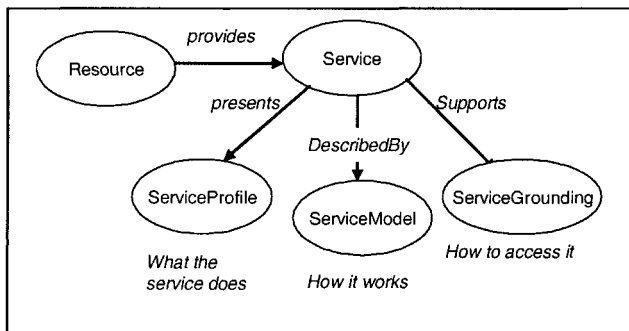 provides
Resource
Service
presents
Supports
DescribedBy
ServiceProfile
ServiceModel
ServiceGrounding
What the
service does
How it works
How to access it